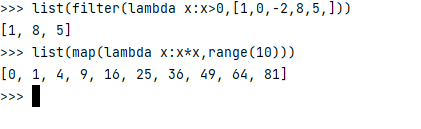 >>> list(filter(lambda x:x>0,[1,0,-2,8,5,]))
[1, 8, 5]
>>> list(map(lambda x:x*x,range(10)))
[0, 1, 4, 9, 16, 25, 36, 49, 64, 81]
>>>